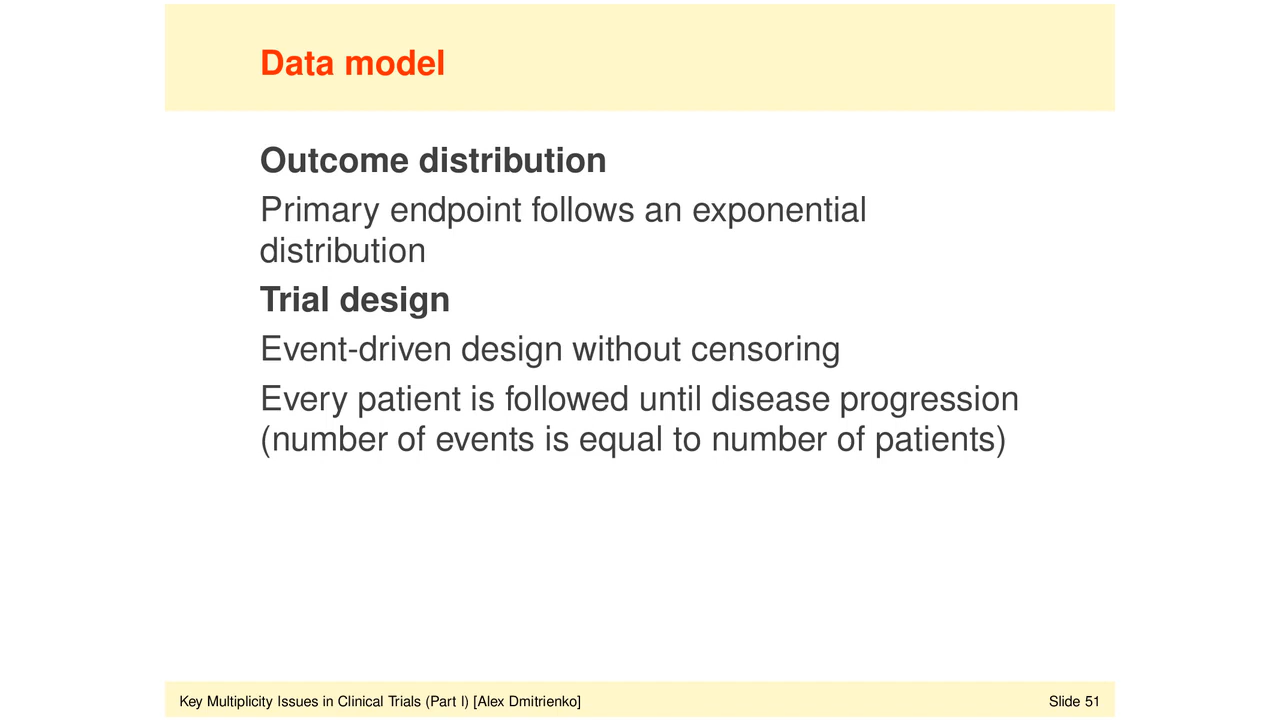 Data model
Outcome distribution
Primary endpoint follows an exponential
distribution
Trial design
Event-driven design without censoring
Every patient is followed until disease progression
(number of events is equal to number of patients)
Key Multiplicity Issues in Clinical Trials (Part I) [Alex Dmitrienko]
Slide 51